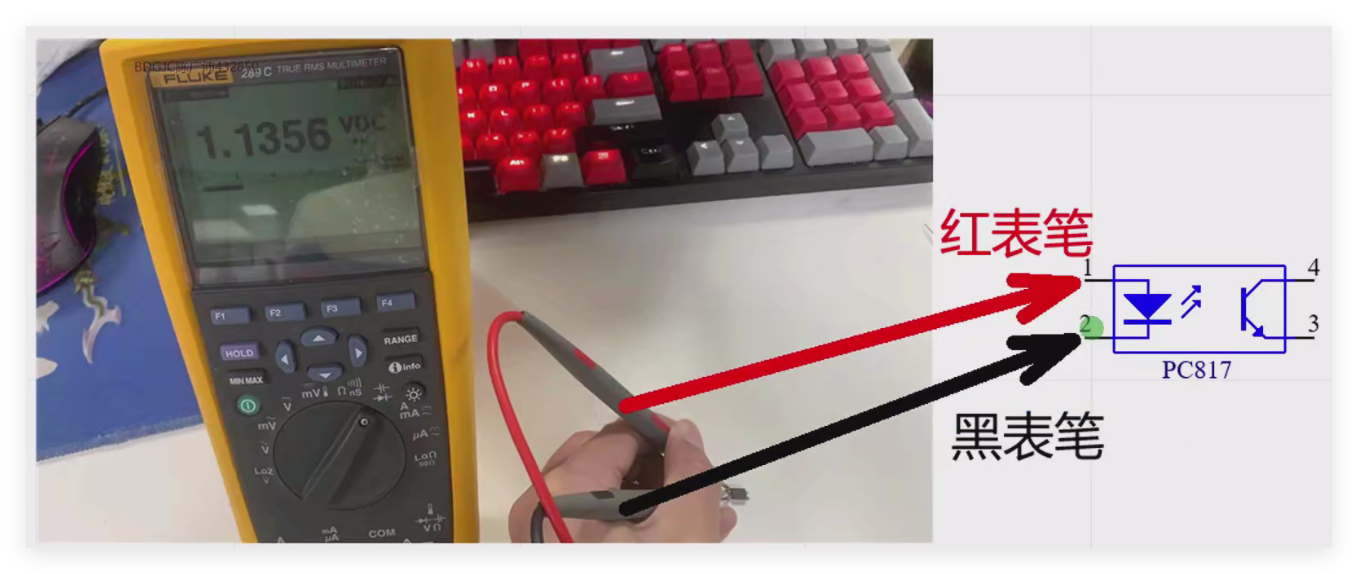 FLUKE 289C TRUE RMS MULTIMETER
1.1356 VDC
F1 F2 F3 F4
HOLD
RANGE
MIN MAX
info
mV
V
mV
V
LoZ
Ω
nS
A
mA
µA
LoΩ
50Ω
A
mA
µA
COM
VΩ
红表笔
黑表笔
1
2
4
3
PC817